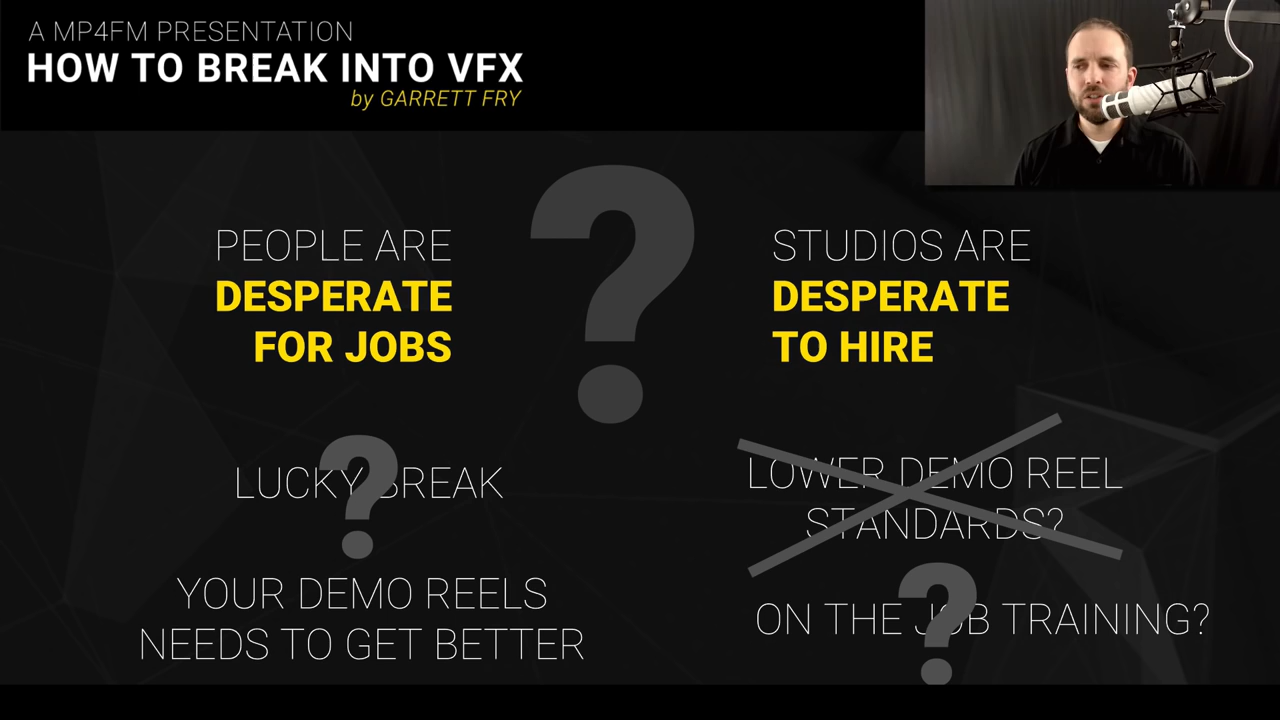 A MP4FM PRESENTATION
HOW TO BREAK INTO VFX
by GARRETT FRY
?
PEOPLE ARE
DESPERATE
FOR JOBS
STUDIOS ARE
DESPERATE
TO HIRE
LUCKY BREAK
?
YOUR DEMO REELS
NEEDS TO GET BETTER
LOWER DEMO REEL
STANDARDS?
ON THE JOB TRAINING?
?